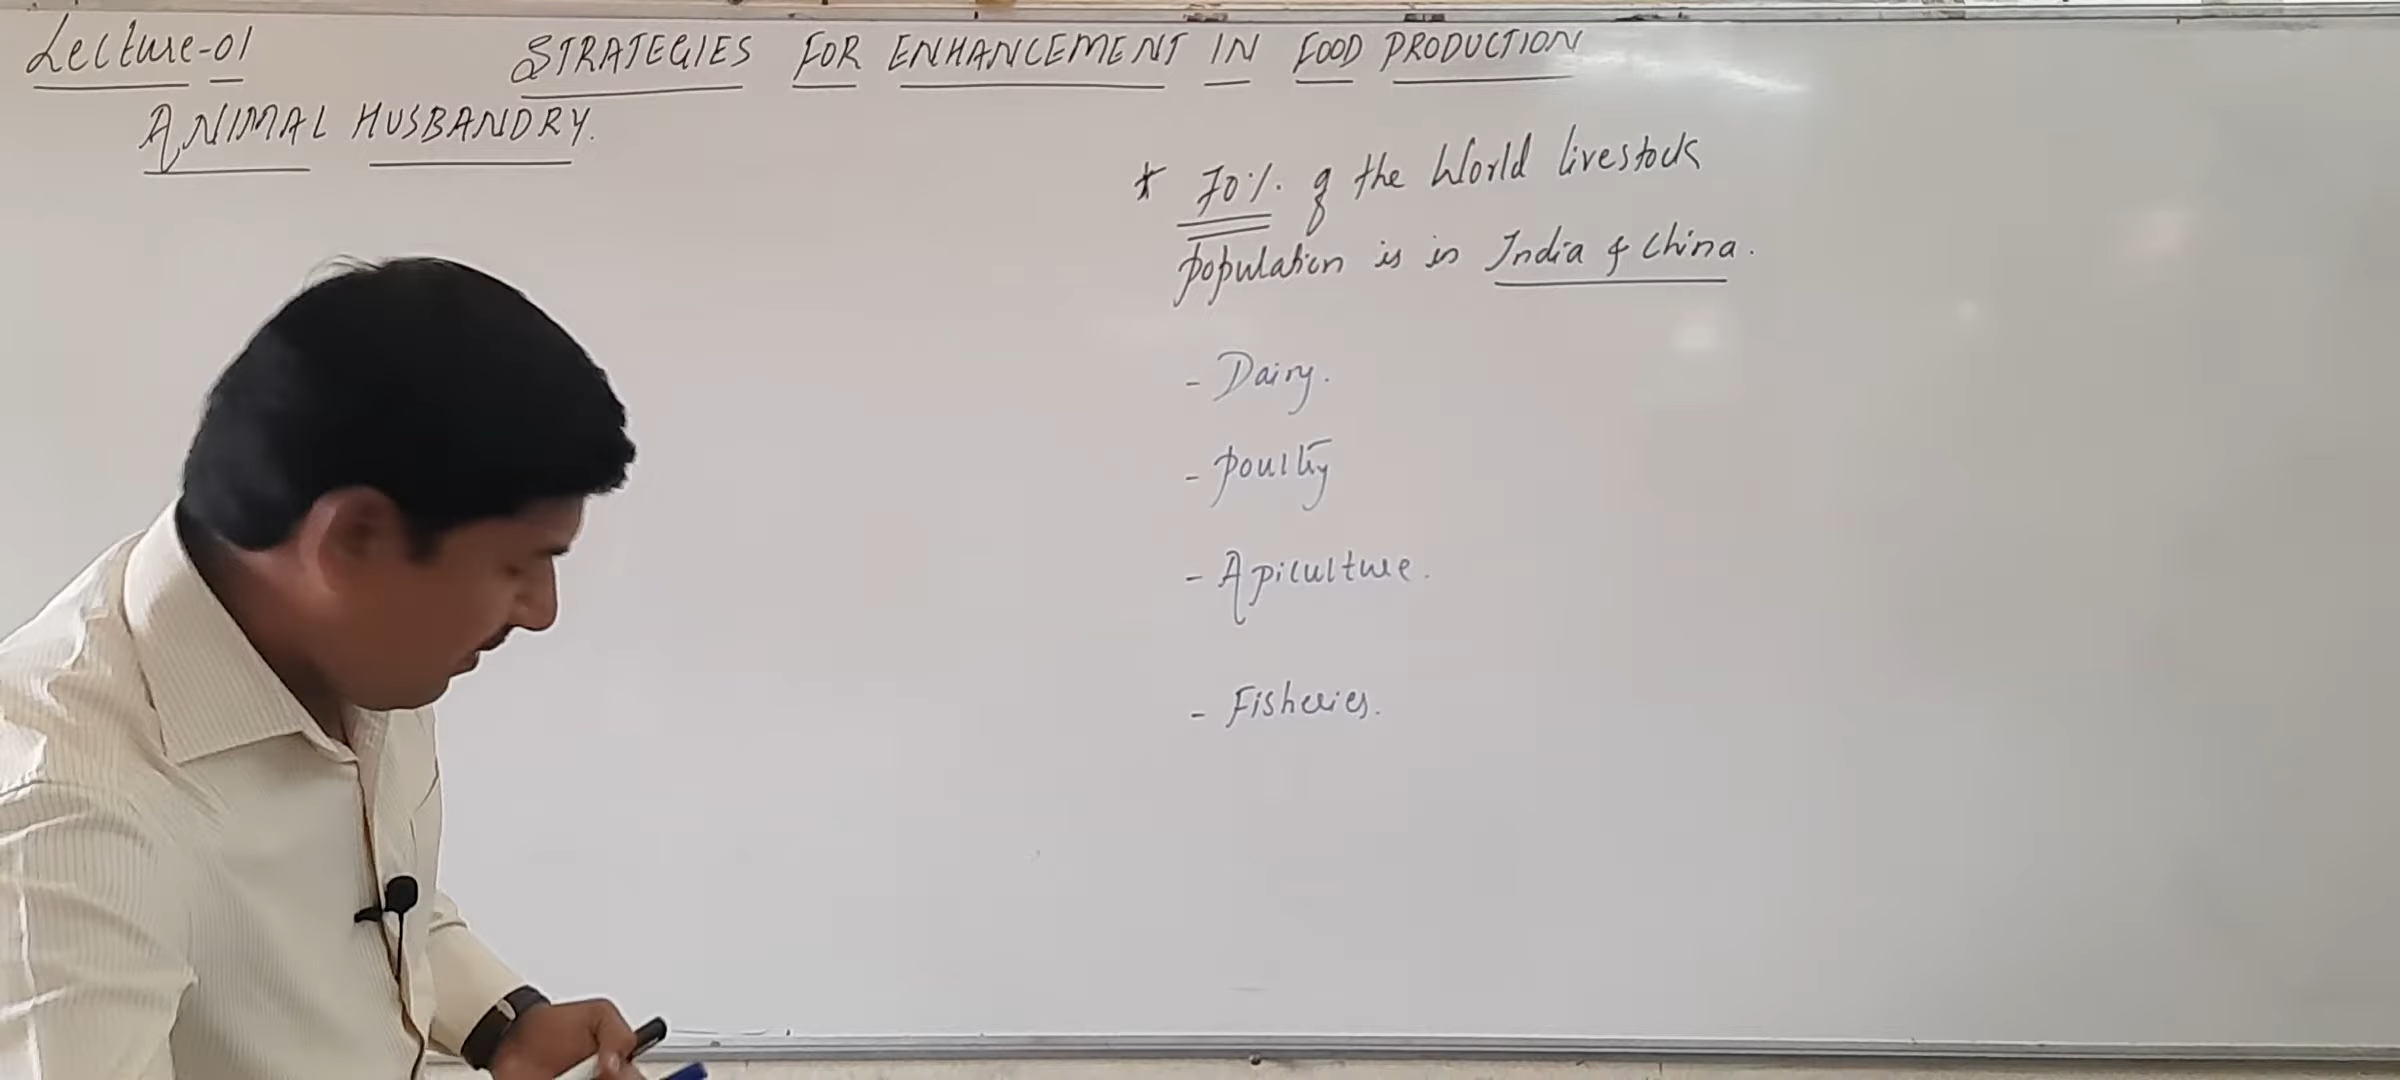 Lecture-01
STRATEGIES FOR ENHANCEMENT IN FOOD PRODUCTION
ANIMAL HUSBANDRY.
* 70%. of the World livestock
population is in India & China.
- Dairy.
- Poultry
- Apiculture.
- Fisheries.